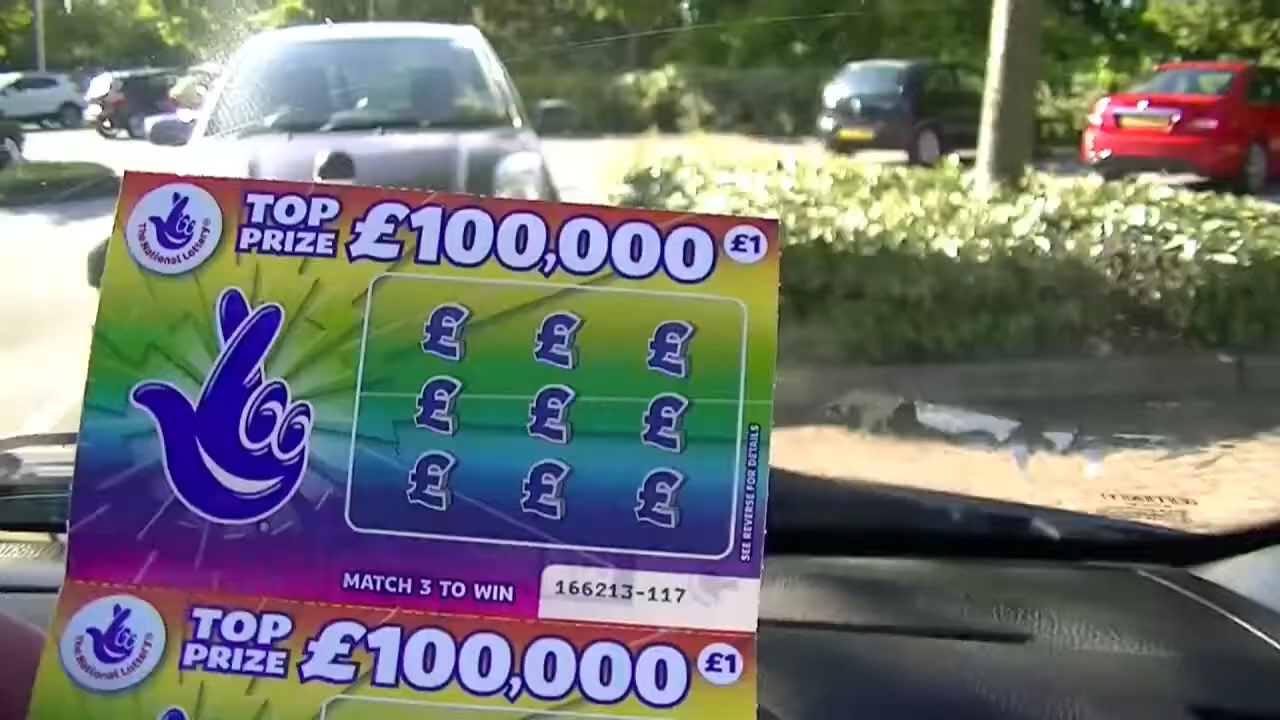 The National Lottery®
TOP PRIZE £100,000 £1
£ £ £
£ £ £
£ £ £
SEE REVERSE FOR DETAILS
MATCH 3 TO WIN
166213-117
The National Lottery®
TOP PRIZE £100,000 £1